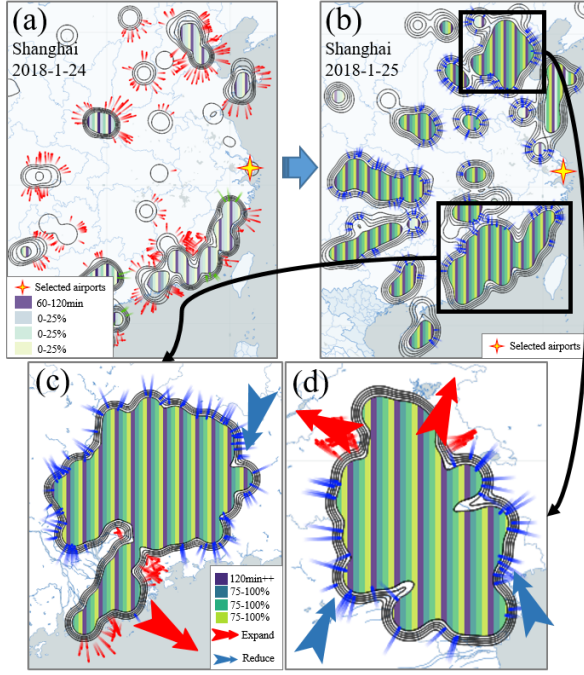 (a)
Shanghai
2018-1-24
Selected airports
60-120min
0-25%
0-25%
0-25%
(b)
Shanghai
2018-1-25
Selected airports
(c)
120min++
75-100%
75-100%
75-100%
Expand
Reduce
(d)